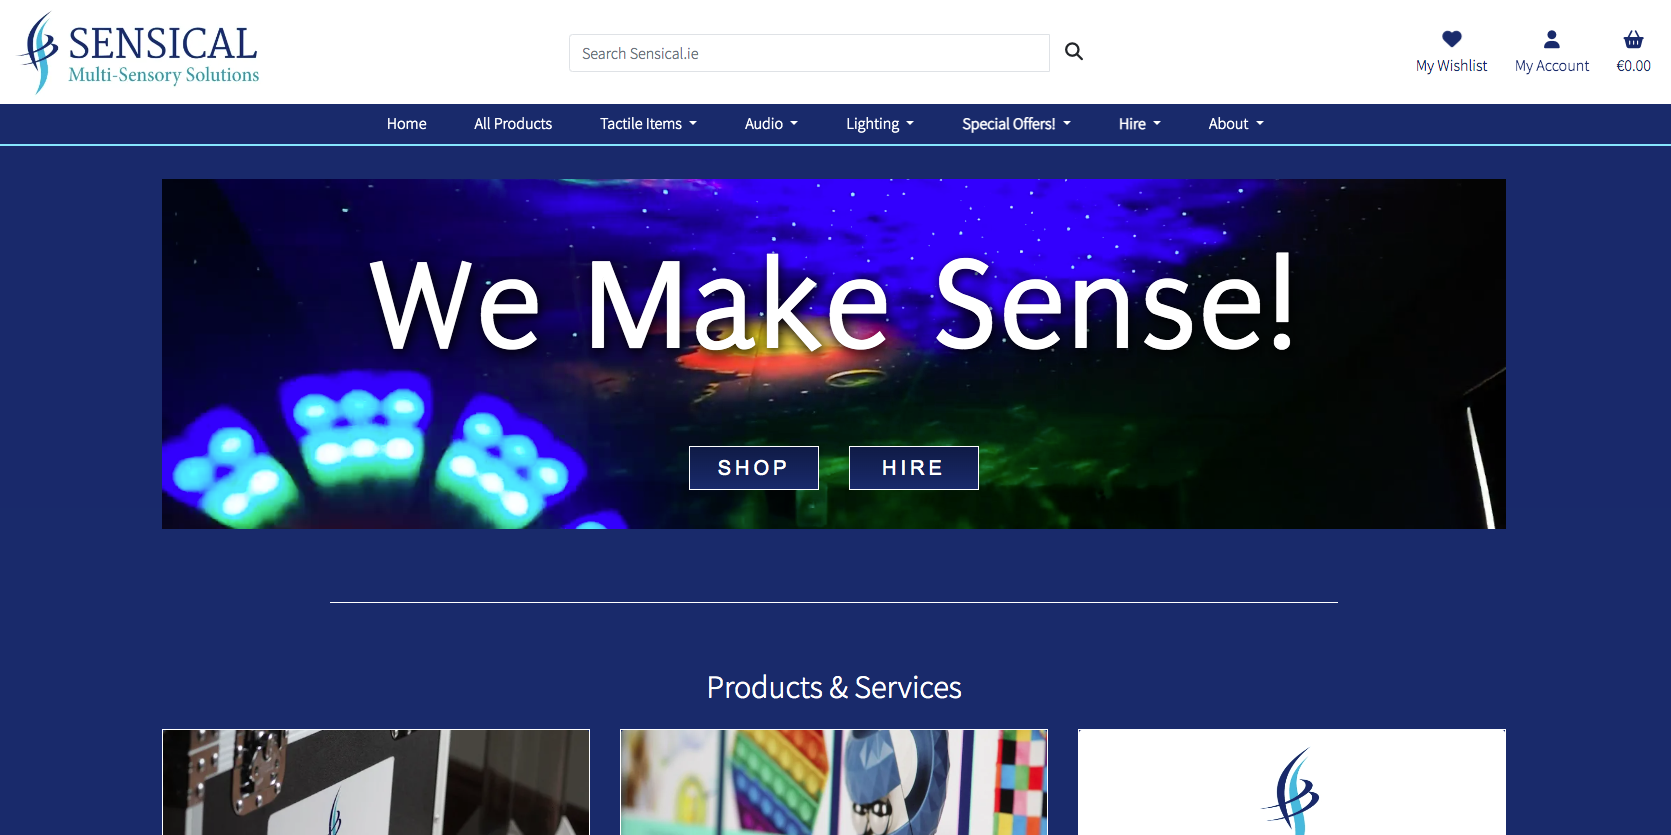 SENSICAL
Multi-Sensory Solutions
Search Sensical.ie
My Wishlist
My Account
€0.00
Home
All Products
Tactile Items
Audio
Lighting
Special Offers!
Hire
About
We Make Sense!
SHOP
HIRE
Products & Services